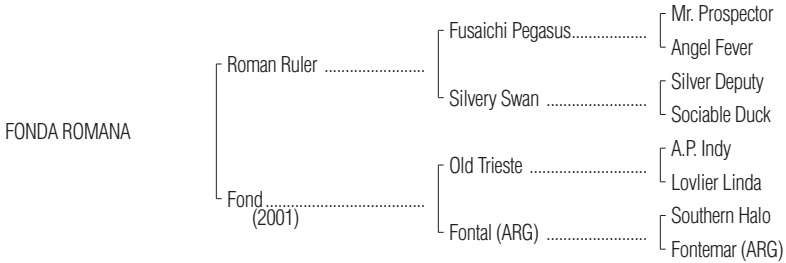 Mr. Prospector
Fusaichi Pegasus..................
Angel Fever
Roman Ruler ........................
Silver Deputy
Silvery Swan ........................
Sociable Duck
FONDA ROMANA
A.P. Indy
Old Trieste ............................
Lovlier Linda
Fond......................................
(2001)
Southern Halo
Fontal (ARG) ........................
Fontemar (ARG)